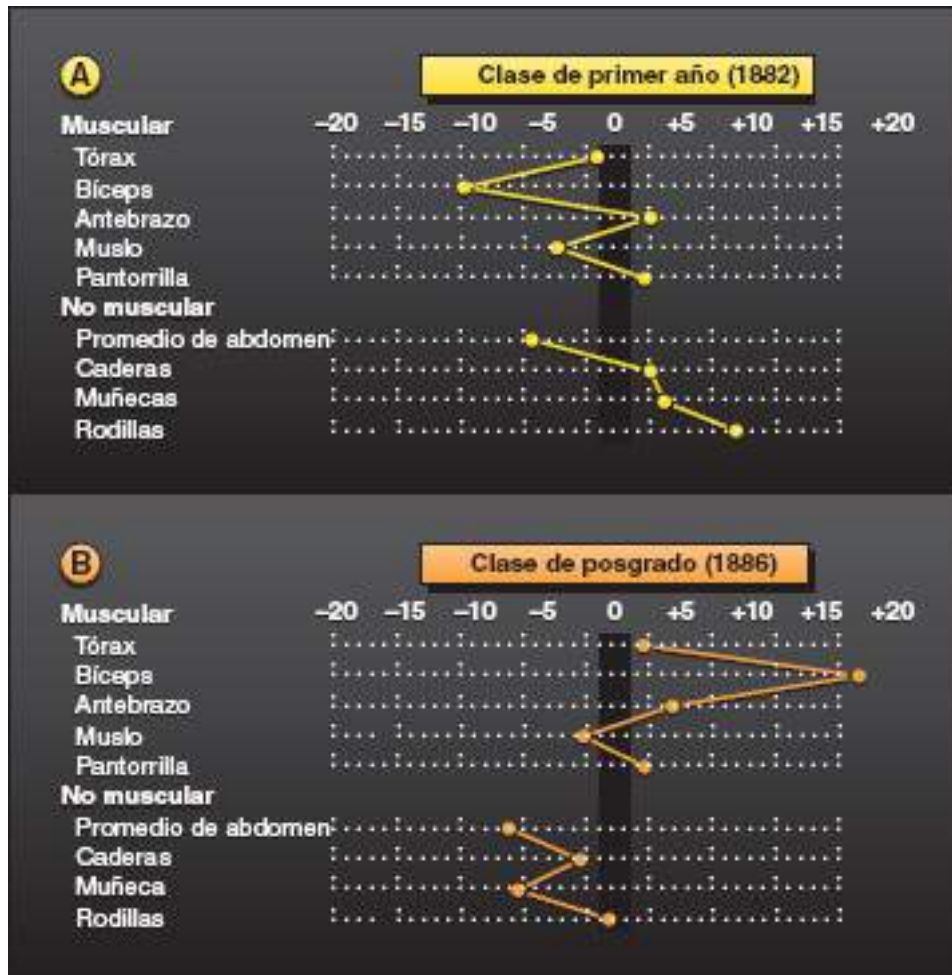 A
Clase de primer año (1882)
Muscular –20 –15 –10 –5 0 +5 +10 +15 +20
Tórax
Bíceps
Antebrazo
Muslo
Pantorrilla
No muscular
Promedio de abdomen
Caderas
Muñecas
Rodillas
B
Clase de posgrado (1886)
Muscular –20 –15 –10 –5 0 +5 +10 +15 +20
Tórax
Bíceps
Antebrazo
Muslo
Pantorrilla
No muscular
Promedio de abdomen
Caderas
Muñeca
Rodillas